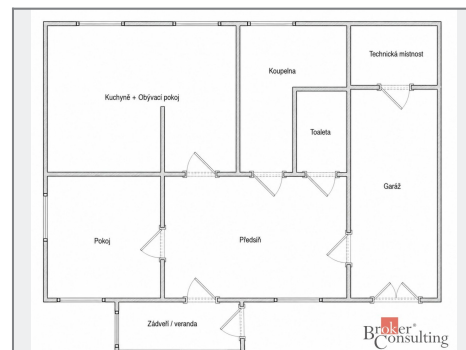 Technická místnost
Koupelna
Kuchyně + Obývací pokoj
Toaleta
Garáž
Pokoj
Předsíň
Zádveří / veranda
Broker®
Consulting